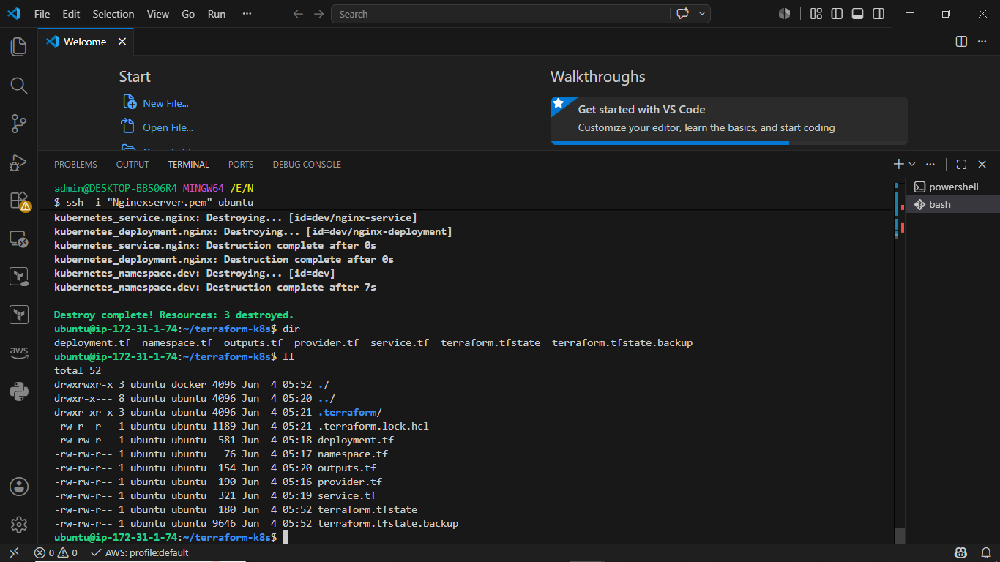 File Edit Selection View Go Run ··· Search
Welcome
Start
New File...
Open File...
Walkthroughs
Get started with VS Code
Customize your editor, learn the basics, and start coding
PROBLEMS OUTPUT TERMINAL PORTS DEBUG CONSOLE
powershell
bash
admin@DESKTOP-BBS06R4 MINGW64 /E/N
$ ssh -i "Nginexserver.pem" ubuntu
kubernetes_service.nginx: Destroying... [id=dev/nginx-service]
kubernetes_deployment.nginx: Destroying... [id=dev/nginx-deployment]
kubernetes_service.nginx: Destruction complete after 0s
kubernetes_deployment.nginx: Destruction complete after 0s
kubernetes_namespace.dev: Destroying... [id=dev]
kubernetes_namespace.dev: Destruction complete after 7s
Destroy complete! Resources: 3 destroyed.
ubuntu@ip-172-31-1-74:~/terraform-k8s$ dir
deployment.tf  namespace.tf  outputs.tf  provider.tf  service.tf  terraform.tfstate  terraform.tfstate.backup
ubuntu@ip-172-31-1-74:~/terraform-k8s$ ll
total 52
drwxrwxr-x 3 ubuntu docker 4096 Jun  4 05:52 ./
drwxr-x--- 8 ubuntu ubuntu 4096 Jun  4 05:20 ../
drwxr-xr-x 3 ubuntu ubuntu 4096 Jun  4 05:21 .terraform/
-rw-r--r-- 1 ubuntu ubuntu 1189 Jun  4 05:21 .terraform.lock.hcl
-rw-rw-r-- 1 ubuntu ubuntu  581 Jun  4 05:18 deployment.tf
-rw-rw-r-- 1 ubuntu ubuntu   76 Jun  4 05:17 namespace.tf
-rw-rw-r-- 1 ubuntu ubuntu  154 Jun  4 05:20 outputs.tf
-rw-rw-r-- 1 ubuntu ubuntu  190 Jun  4 05:16 provider.tf
-rw-rw-r-- 1 ubuntu ubuntu  321 Jun  4 05:19 service.tf
-rw-rw-r-- 1 ubuntu ubuntu  180 Jun  4 05:52 terraform.tfstate
-rw-rw-r-- 1 ubuntu ubuntu 9646 Jun  4 05:52 terraform.tfstate.backup
ubuntu@ip-172-31-1-74:~/terraform-k8s$
aws
0 0 AWS: profile:default